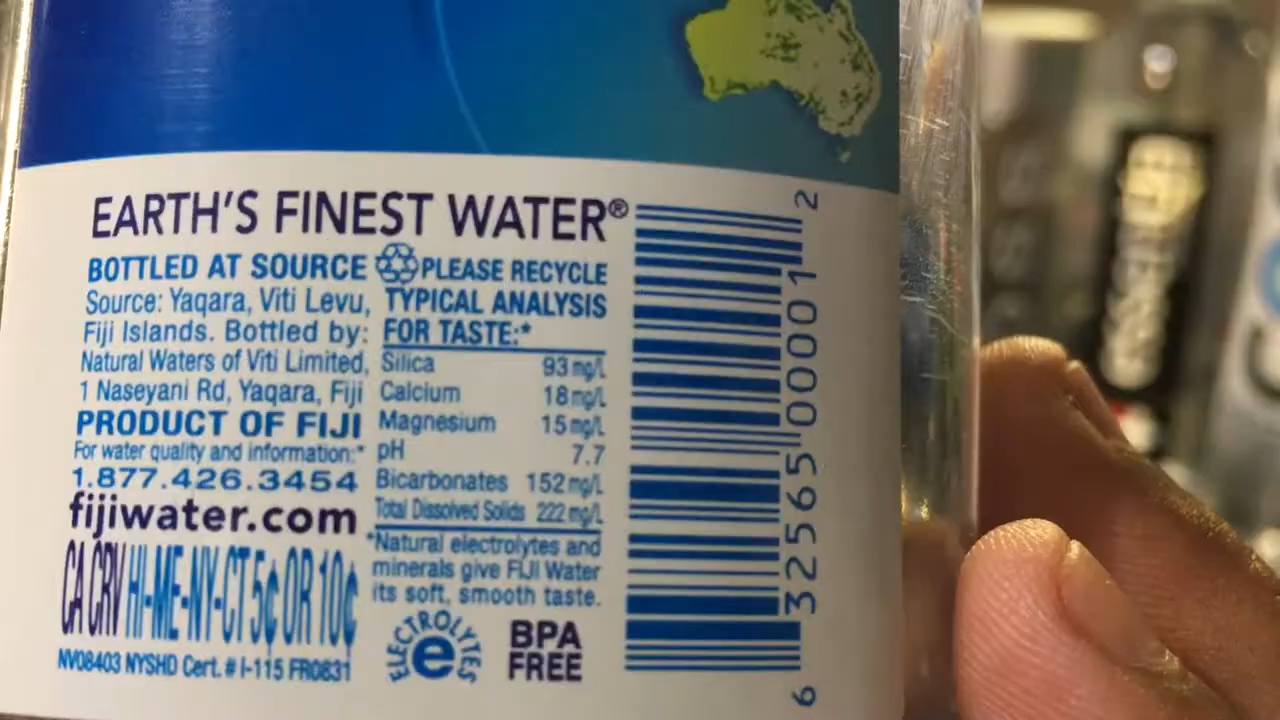 EARTH'S FINEST WATER®
BOTTLED AT SOURCE
Source: Yaqara, Viti Levu,
Fiji Islands. Bottled by:
Natural Waters of Viti Limited,
1 Naseyani Rd, Yaqara, Fiji
PRODUCT OF FIJI
For water quality and information:*
1.877.426.3454
fijiwater.com
CA CRV HI-ME-NY-CT 5¢ OR 10¢
NV08403 NYSHD Cert. # I-115 FR0831
PLEASE RECYCLE
TYPICAL ANALYSIS
FOR TASTE:*
Silica 93 mg/L
Calcium 18 mg/L
Magnesium 15 mg/L
pH 7.7
Bicarbonates 152 mg/L
Total Dissolved Solids 222 mg/L
*Natural electrolytes and
minerals give FIJI Water
its soft, smooth taste.
ELECTROLYTES
e
BPA
FREE
6 32565 00001 2